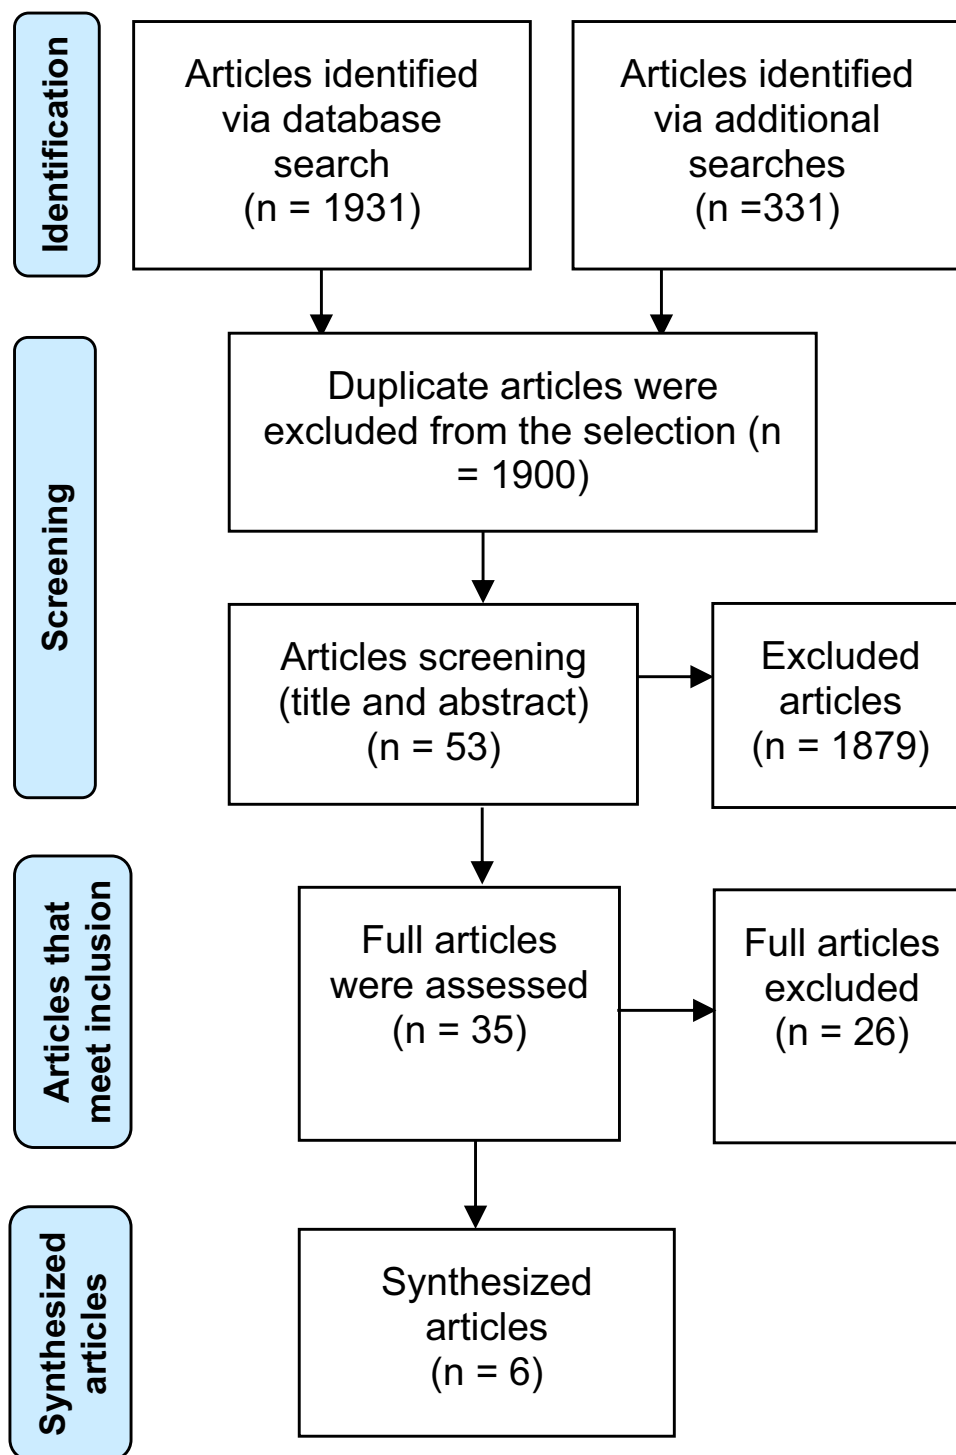 Identification
Articles identified
via database
search
(n = 1931)
Articles identified
via additional
searches
(n =331)
Screening
Duplicate articles were
excluded from the selection (n
= 1900)
Articles screening
(title and abstract)
(n = 53)
Excluded
articles
(n = 1879)
Articles that
meet inclusion
Full articles
were assessed
(n = 35)
Full articles
excluded
(n = 26)
Synthesized
articles
Synthesized
articles
(n = 6)